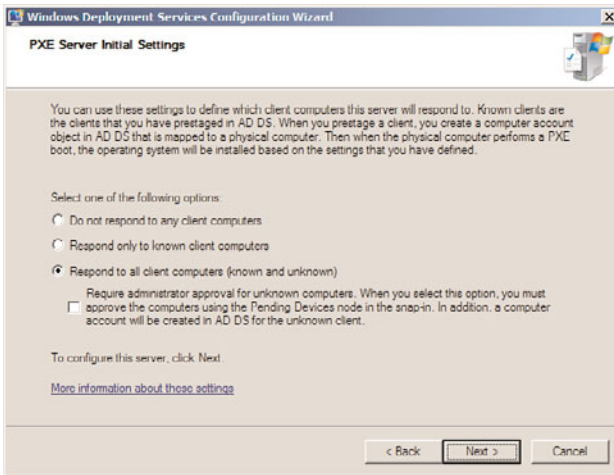 Windows Deployment Services Configuration Wizard
PXE Server Initial Settings
You can use these settings to define which client computers this server will respond to. Known clients are
the clients that you have prestaged in AD DS. When you prestage a client, you create a computer account
object in AD DS that is mapped to a physical computer. Then when the physical computer performs a PXE
boot, the operating system will be installed based on the settings that you have defined.
Select one of the following options:
Do not respond to any client computers
Respond only to known client computers
Respond to all client computers (known and unknown)
Require administrator approval for unknown computers. When you select this option, you must
approve the computers using the Pending Devices node in the snap-in. In addition. a computer
account will be created in AD DS for the unknown client.
To configure this server, click Next.
More information about these settings
< Back Next > Cancel